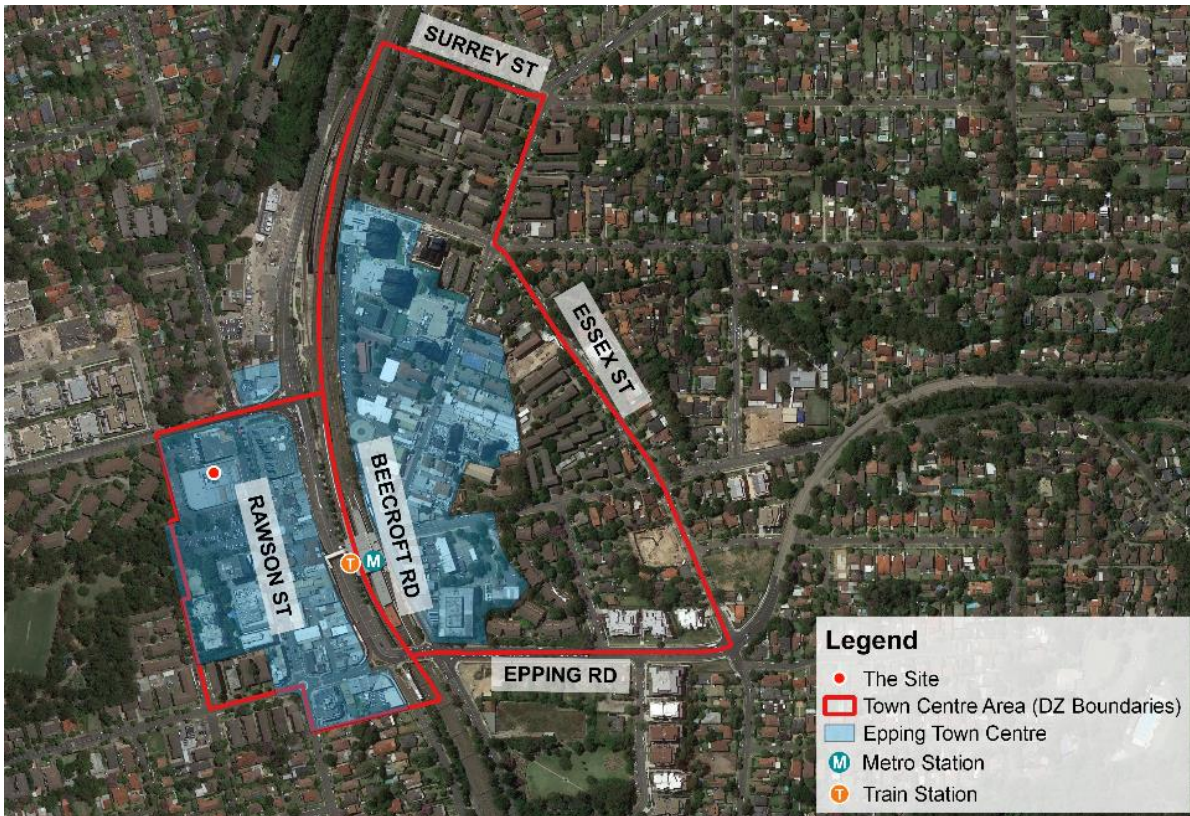 SURREY ST
ESSEX ST
BEECROFT RD
RAWSON ST
T
M
EPPING RD
Legend
The Site
Town Centre Area (DZ Boundaries)
Epping Town Centre
M Metro Station
T Train Station